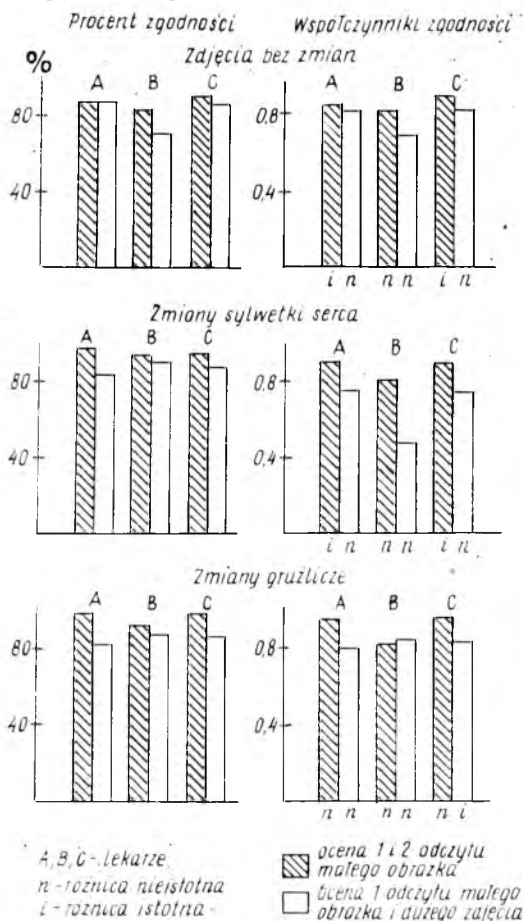 Procent zgodności Współczynniki zgodności
Zdjęcia bez zmian
%
A B C A B C
80 0,8
40 0,4
i n n n i n
Zmiany sylwetki serca
A B C A B C
80 0,8
40 0,4
i n n n i n
Zmiany gruźlicze
A B C A B C
80 0,8
40 0,4
n n n n n i
A, B, C - lekarze
n - różnica nieistotna
i - różnica istotna
ocena 1 i 2 odczytu
małego obrazka
Ocena 1 odczytu małego
obrazka i dużego zdjęcia